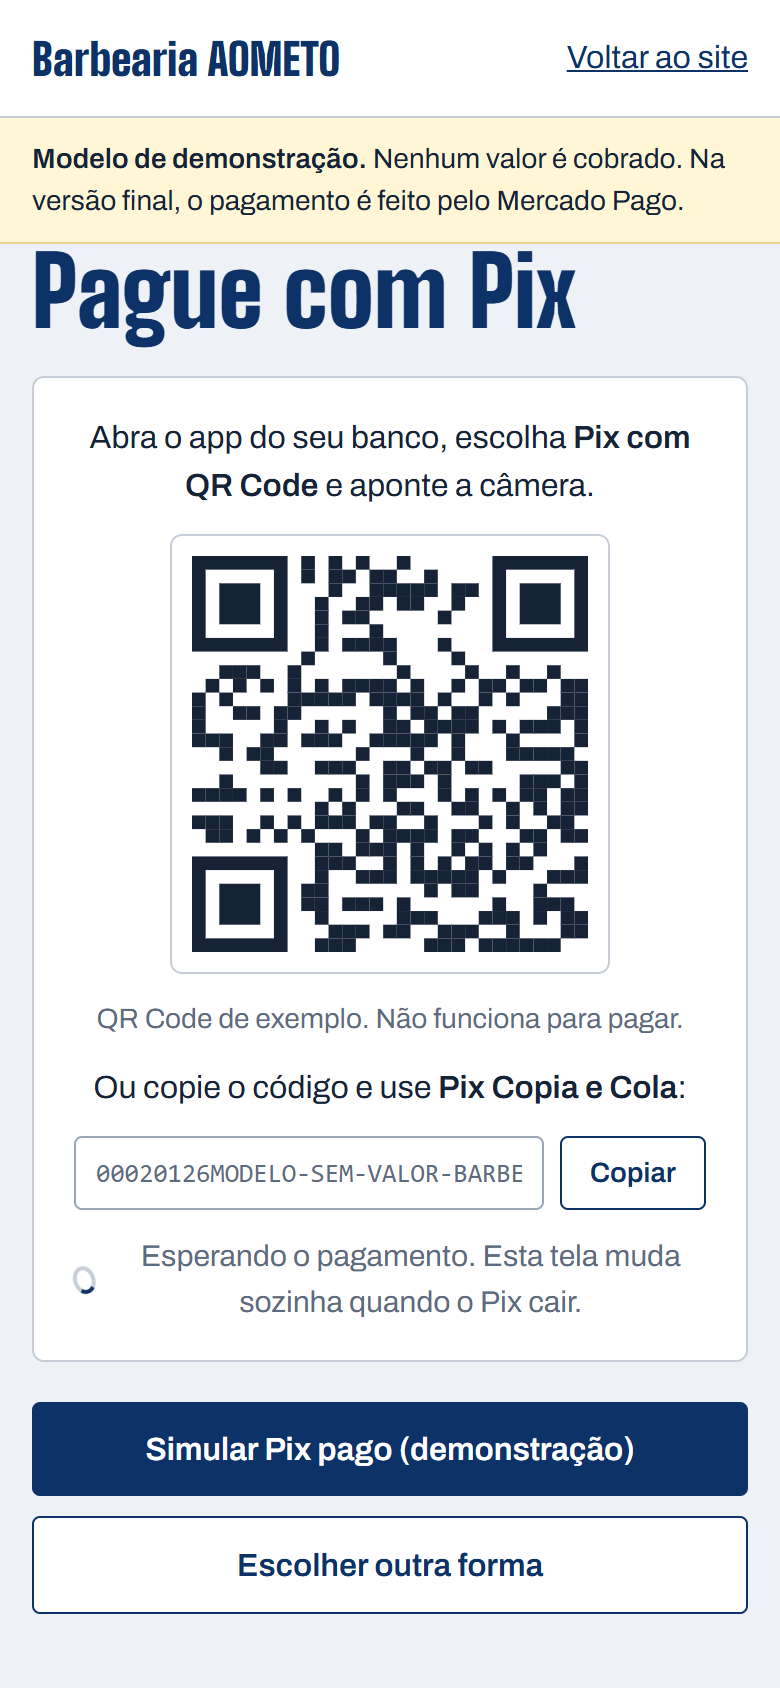 Barbearia AOMETO
Voltar ao site
Modelo de demonstração. Nenhum valor é cobrado. Na
versão final, o pagamento é feito pelo Mercado Pago.
Pague com Pix
Abra o app do seu banco, escolha Pix com
QR Code e aponte a câmera.
QR Code de exemplo. Não funciona para pagar.
Ou copie o código e use Pix Copia e Cola:
00020126MODELO-SEM-VALOR-BARBE
Copiar
Esperando o pagamento. Esta tela muda
sozinha quando o Pix cair.
Simular Pix pago (demonstração)
Escolher outra forma